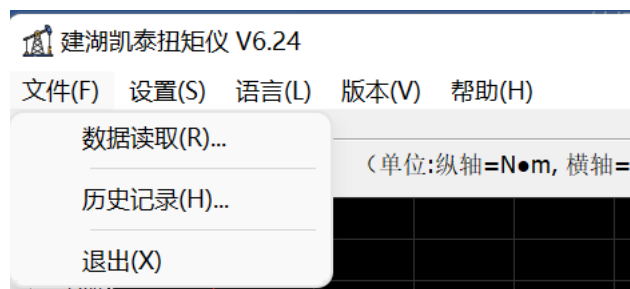 建湖凯泰扭矩仪 V6.24
文件(F) 设置(S) 语言(L) 版本(V) 帮助(H)
数据读取(R)...
（单位:纵轴=N●m, 横轴=
历史记录(H)...
退出(X)